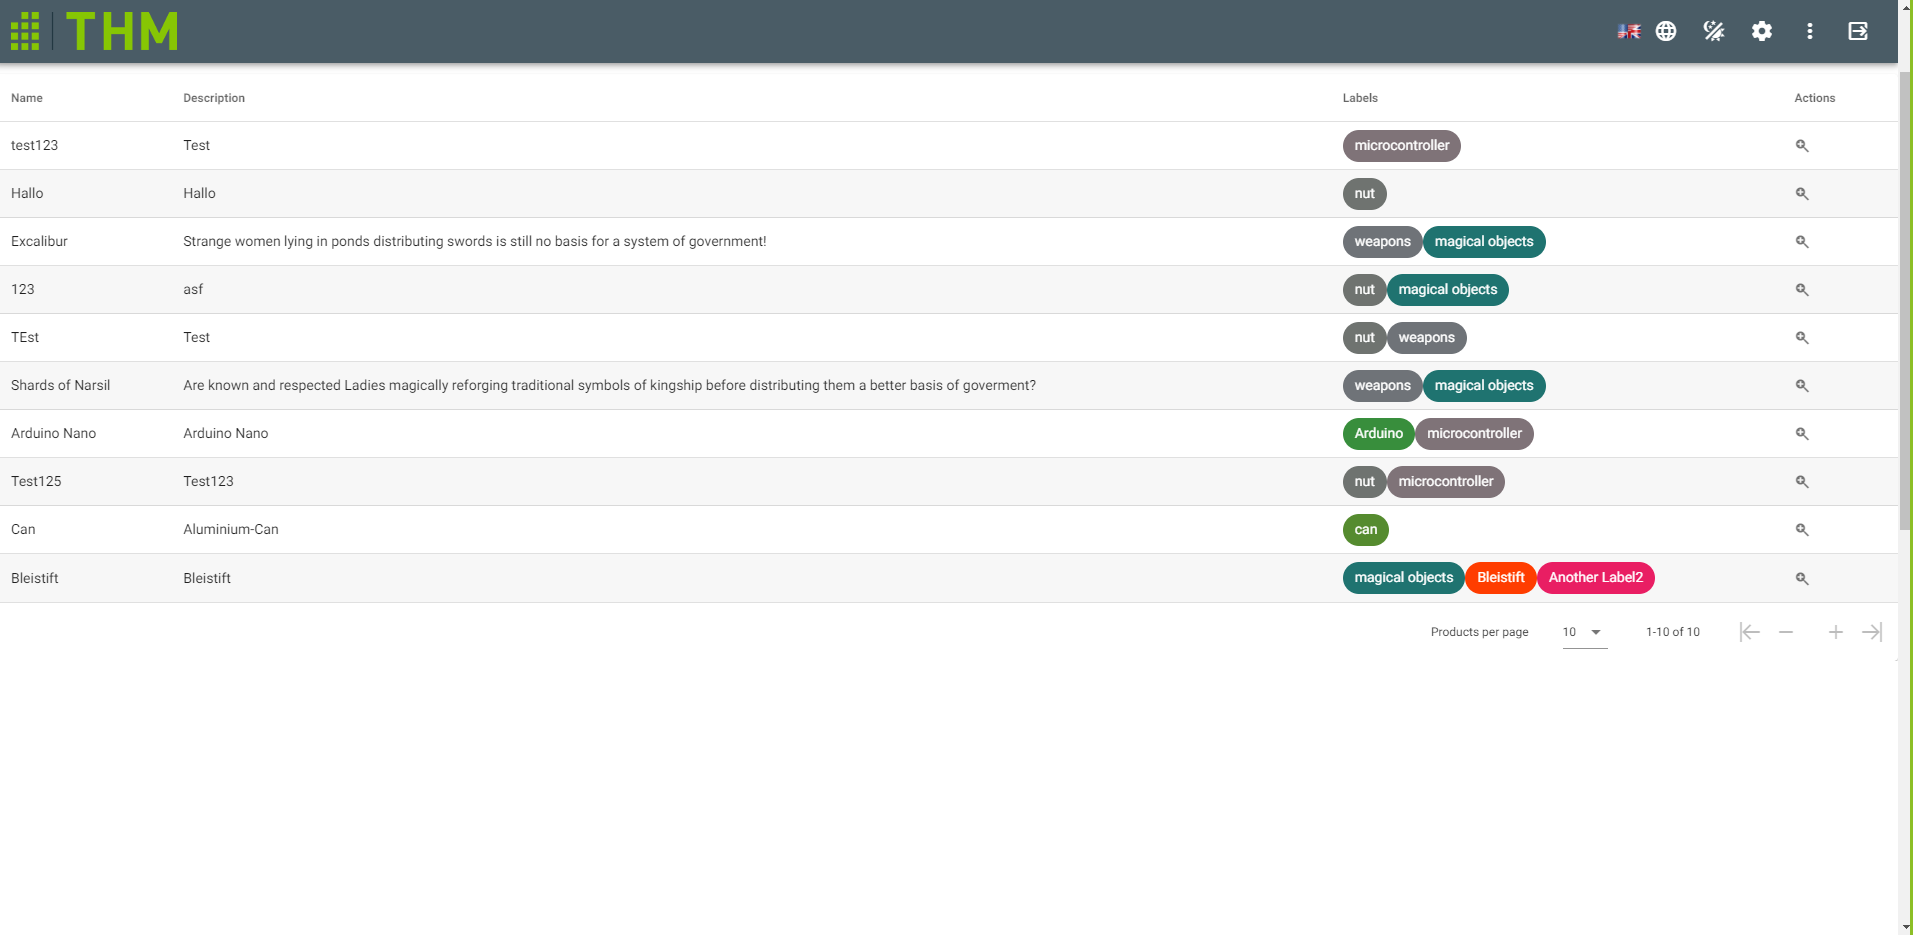 THM
Name Description Labels Actions
test123 Test microcontroller
Hallo Hallo nut
Excalibur Strange women lying in ponds distributing swords is still no basis for a system of government! weapons magical objects
123 asf nut magical objects
TEst Test nut weapons
Shards of Narsil Are known and respected Ladies magically reforging traditional symbols of kingship before distributing them a better basis of goverment? weapons magical objects
Arduino Nano Arduino Nano Arduino microcontroller
Test125 Test123 nut microcontroller
Can Aluminium-Can can
Bleistift Bleistift magical objects Bleistift Another Label2
Products per page 10 1-10 of 10